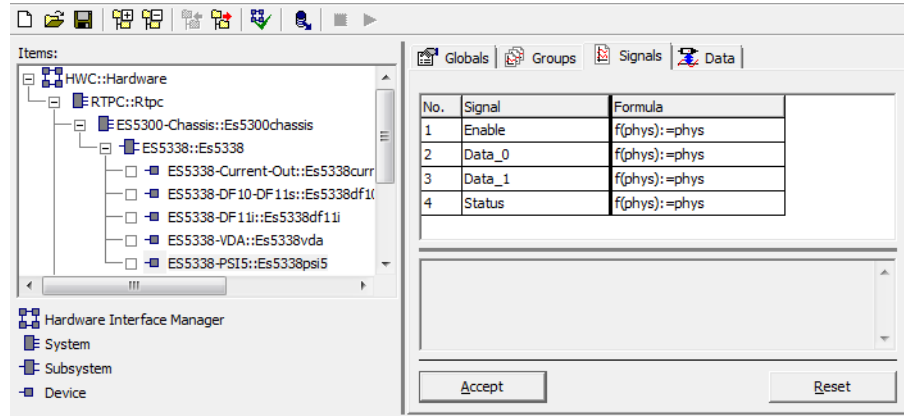 Items:
HWC::Hardware
RTPC::Rtpc
ES5300-Chassis::Es5300chassis
ES5338::Es5338
ES5338-Current-Out::Es5338curr
ES5338-DF10-DF11s::Es5338df10
ES5338-DF11i::Es5338df11i
ES5338-VDA::Es5338vda
ES5338-PSI5::Es5338psi5
Hardware Interface Manager
System
Subsystem
Device
Globals Groups Signals Data
No. Signal Formula
1 Enable f(phys):=phys
2 Data_0 f(phys):=phys
3 Data_1 f(phys):=phys
4 Status f(phys):=phys
Accept Reset